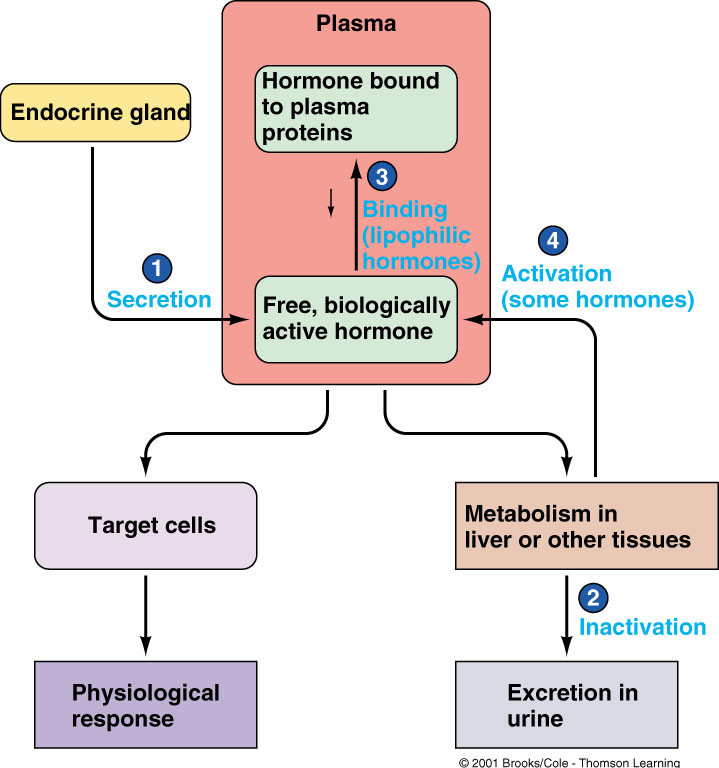 Plasma
Hormone bound
to plasma
proteins
Endocrine gland
3
Binding
(lipophilic
hormones)
4
Activation
(some hormones)
1
Secretion
Free, biologically
active hormone
Target cells
Metabolism in
liver or other tissues
2
Inactivation
Physiological
response
Excretion in
urine
© 2001 Brooks/Cole - Thomson Learning